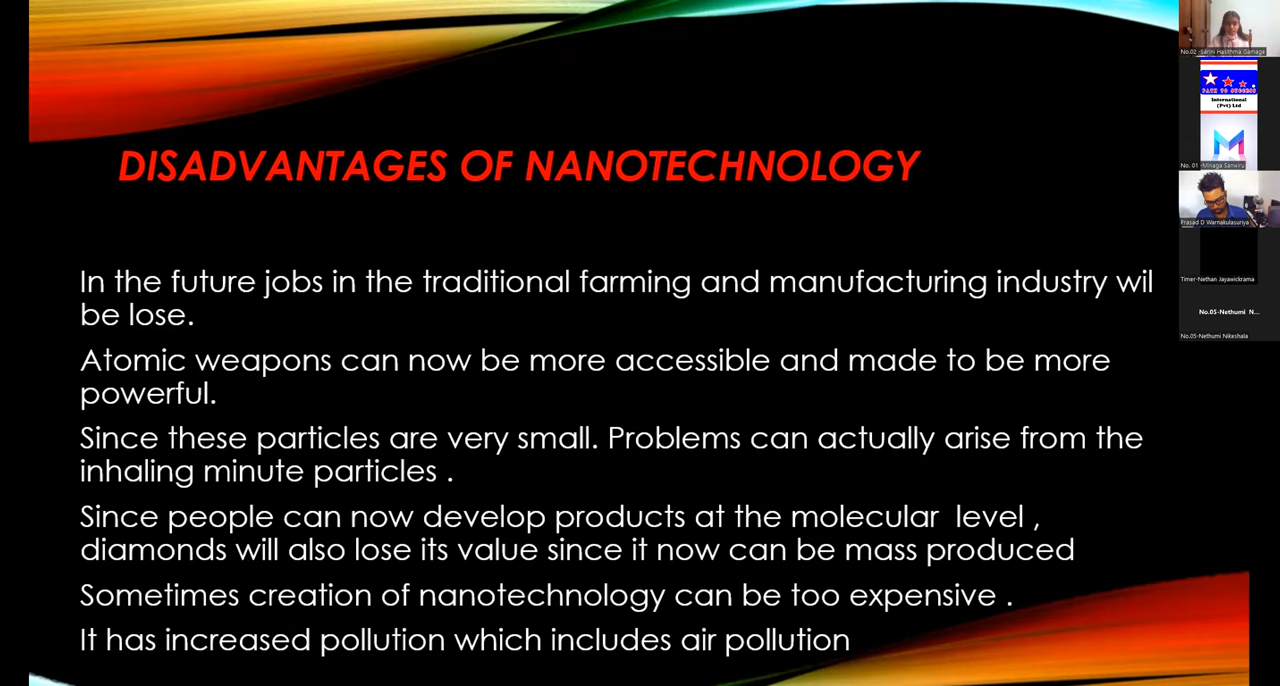 DISADVANTAGES OF NANOTECHNOLOGY
In the future jobs in the traditional farming and manufacturing industry wil
be lose.
Atomic weapons can now be more accessible and made to be more
powerful.
Since these particles are very small. Problems can actually arise from the
inhaling minute particles .
Since people can now develop products at the molecular level ,
diamonds will also lose its value since it now can be mass produced
Sometimes creation of nanotechnology can be too expensive .
It has increased pollution which includes air pollution
No.02 -Sanni Hasithma Gamage
PATH TO SUCCESS
International
(Pvt) Ltd
M
No. 01 -Minaga Sanwiru
Prasad D Warnakulasuriya
Timer-Nethan Jayawickrama
No.05-Nethumi N...
No.05-Nethumi Nikeshala